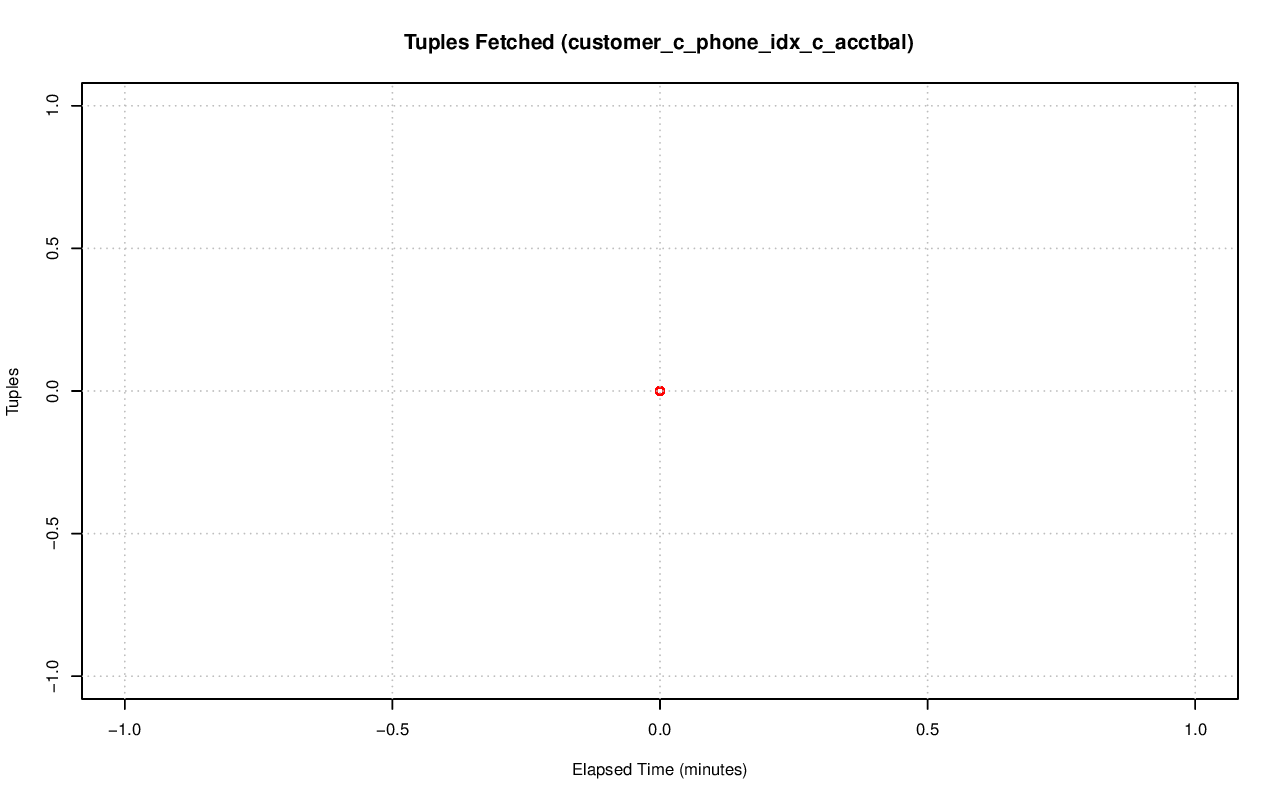 Tuples Fetched (customer_c_phone_idx_c_acctbal)
1.0
0.5
0.0
−0.5
−1.0
Tuples
−1.0 −0.5 0.0 0.5 1.0
Elapsed Time (minutes)